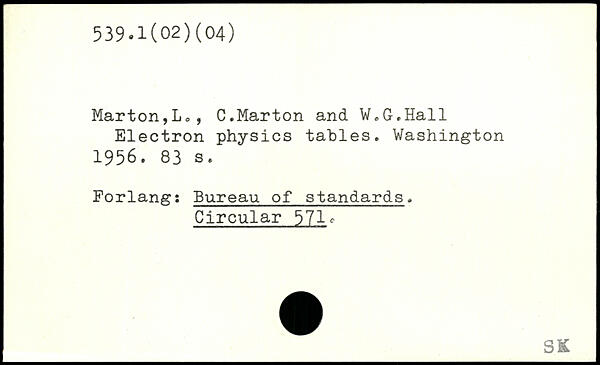 539.1(02)(04)
Marton,L., C.Marton and W.G.Hall
Electron physics tables. Washington
1956. 83 s.
Forlang: Bureau of standards.
Circular 571.
SK